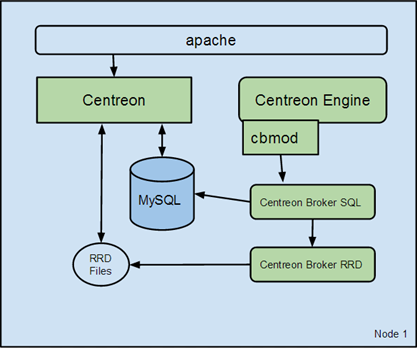 apache
Centreon
Centreon Engine
cbmod
MySQL
Centreon Broker SQL
RRD
Files
Centreon Broker RRD
Node 1